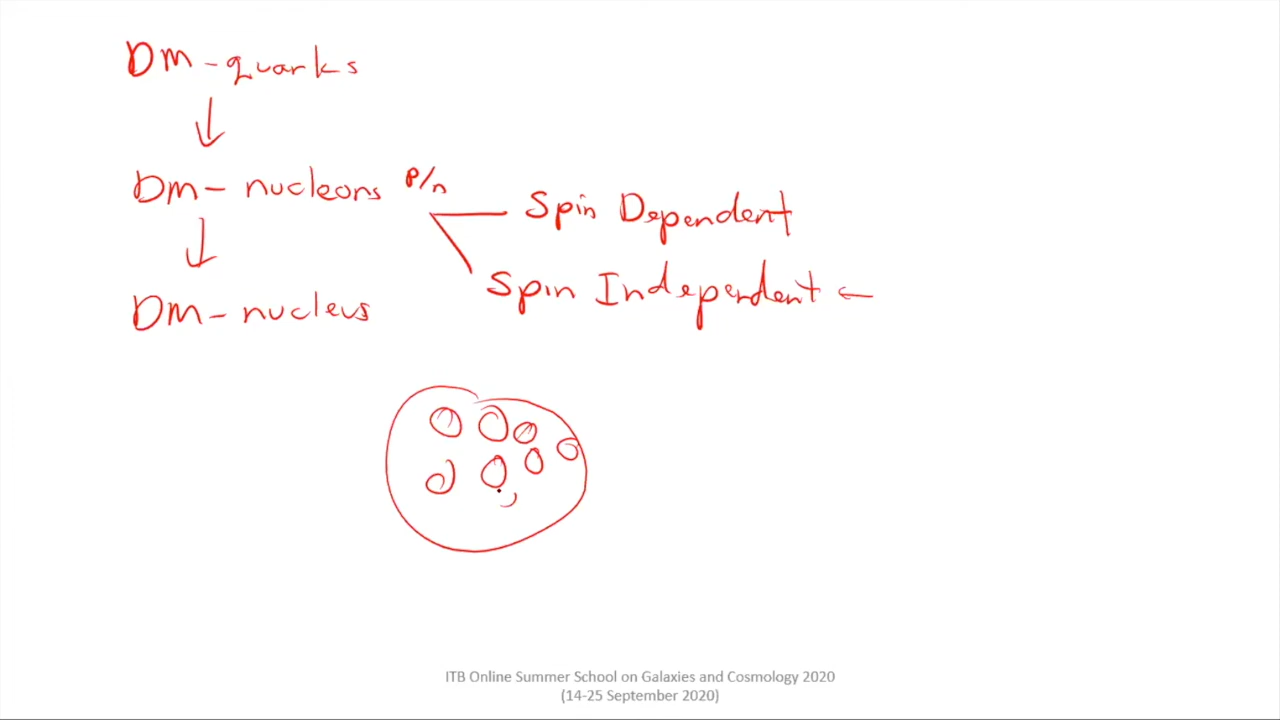 DM - quarks
DM - nucleons P/n
Spin Dependent
Spin Independent ←
DM - nucleus
ITB Online Summer School on Galaxies and Cosmology 2020
(14-25 September 2020)